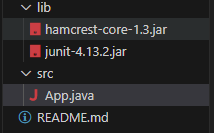 lib
hamcrest-core-1.3.jar
junit-4.13.2.jar
src
J App.java
README.md